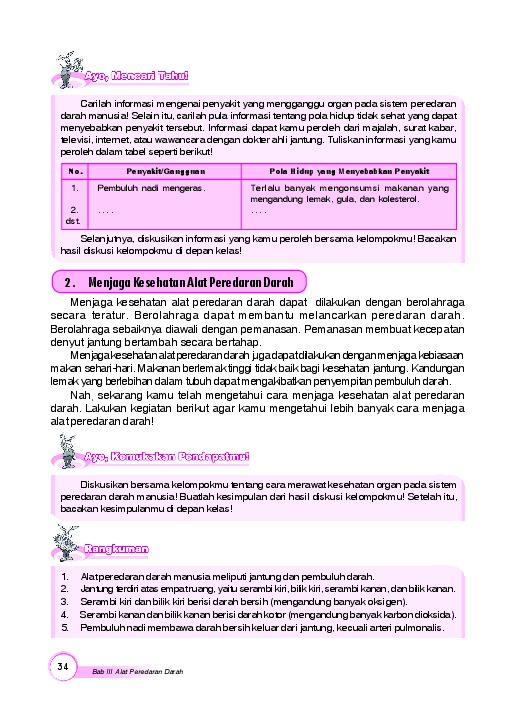 Ayo, Mencari Tahu!
Carilah informasi mengenai penyakit yang mengganggu organ pada sistem peredaran
darah manusia! Selain itu, carilah pula informasi tentang pola hidup tidak sehat yang dapat
menyebabkan penyakit tersebut. Informasi dapat kamu peroleh dari majalah, surat kabar,
televisi, internet, atau wawancara dengan dokter ahli jantung. Tuliskan informasi yang kamu
peroleh dalam tabel seperti berikut!
No. Penyakit/Gangguan Pola Hidup yang Menyebabkan Penyakit
1. Pembuluh nadi mengeras. Terlalu banyak mengonsumsi makanan yang
mengandung lemak, gula, dan kolesterol.
2. . . . . . . . .
dst.
Selanjutnya, diskusikan informasi yang kamu peroleh bersama kelompokmu! Bacakan
hasil diskusi kelompokmu di depan kelas!
2. Menjaga Kesehatan Alat Peredaran Darah
Menjaga kesehatan alat peredaran darah dapat dilakukan dengan berolahraga
secara teratur. Berolahraga dapat membantu melancarkan peredaran darah.
Berolahraga sebaiknya diawali dengan pemanasan. Pemanasan membuat kecepatan
denyut jantung bertambah secara bertahap.
Menjaga kesehatan alat peredaran darah juga dapat dilakukan dengan menjaga kebiasaan
makan sehari-hari. Makanan berlemak tinggi tidak baik bagi kesehatan jantung. Kandungan
lemak yang berlebihan dalam tubuh dapat mengakibatkan penyempitan pembuluh darah.
Nah, sekarang kamu telah mengetahui cara menjaga kesehatan alat peredaran
darah. Lakukan kegiatan berikut agar kamu mengetahui lebih banyak cara menjaga
alat peredaran darah!
Ayo, Kemukakan Pendapatmu!
Diskusikan bersama kelompokmu tentang cara merawat kesehatan organ pada sistem
peredaran darah manusia! Buatlah kesimpulan dari hasil diskusi kelompokmu! Setelah itu,
bacakan kesimpulanmu di depan kelas!
Rangkuman
1. Alat peredaran darah manusia meliputi jantung dan pembuluh darah.
2. Jantung terdiri atas empat ruang, yaitu serambi kiri, bilik kiri, serambi kanan, dan bilik kanan.
3. Serambi kiri dan bilik kiri berisi darah bersih (mengandung banyak oksigen).
4. Serambi kanan dan bilik kanan berisi darah kotor (mengandung banyak karbon dioksida).
5. Pembuluh nadi membawa darah bersih keluar dari jantung, kecuali arteri pulmonalis.
34
Bab III Alat Peredaran Darah